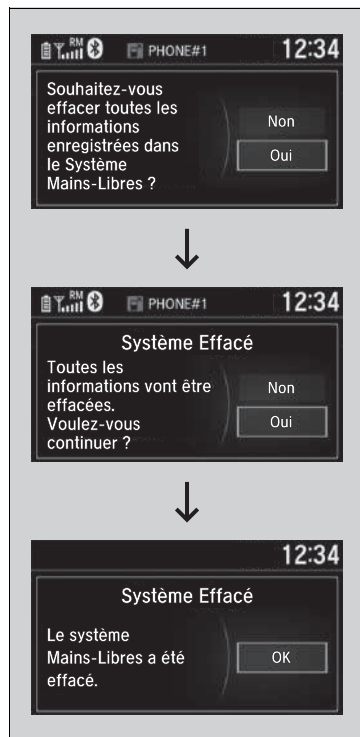 RM PHONE#1 12:34
Souhaitez-vous
effacer toutes les
informations
enregistrées dans
le Système
Mains-Libres ?
Non
Oui
RM PHONE#1 12:34
Système Effacé
Toutes les
informations vont être
effacées.
Voulez-vous
continuer ?
Non
Oui
12:34
Système Effacé
Le système
Mains-Libres a été
effacé.
OK